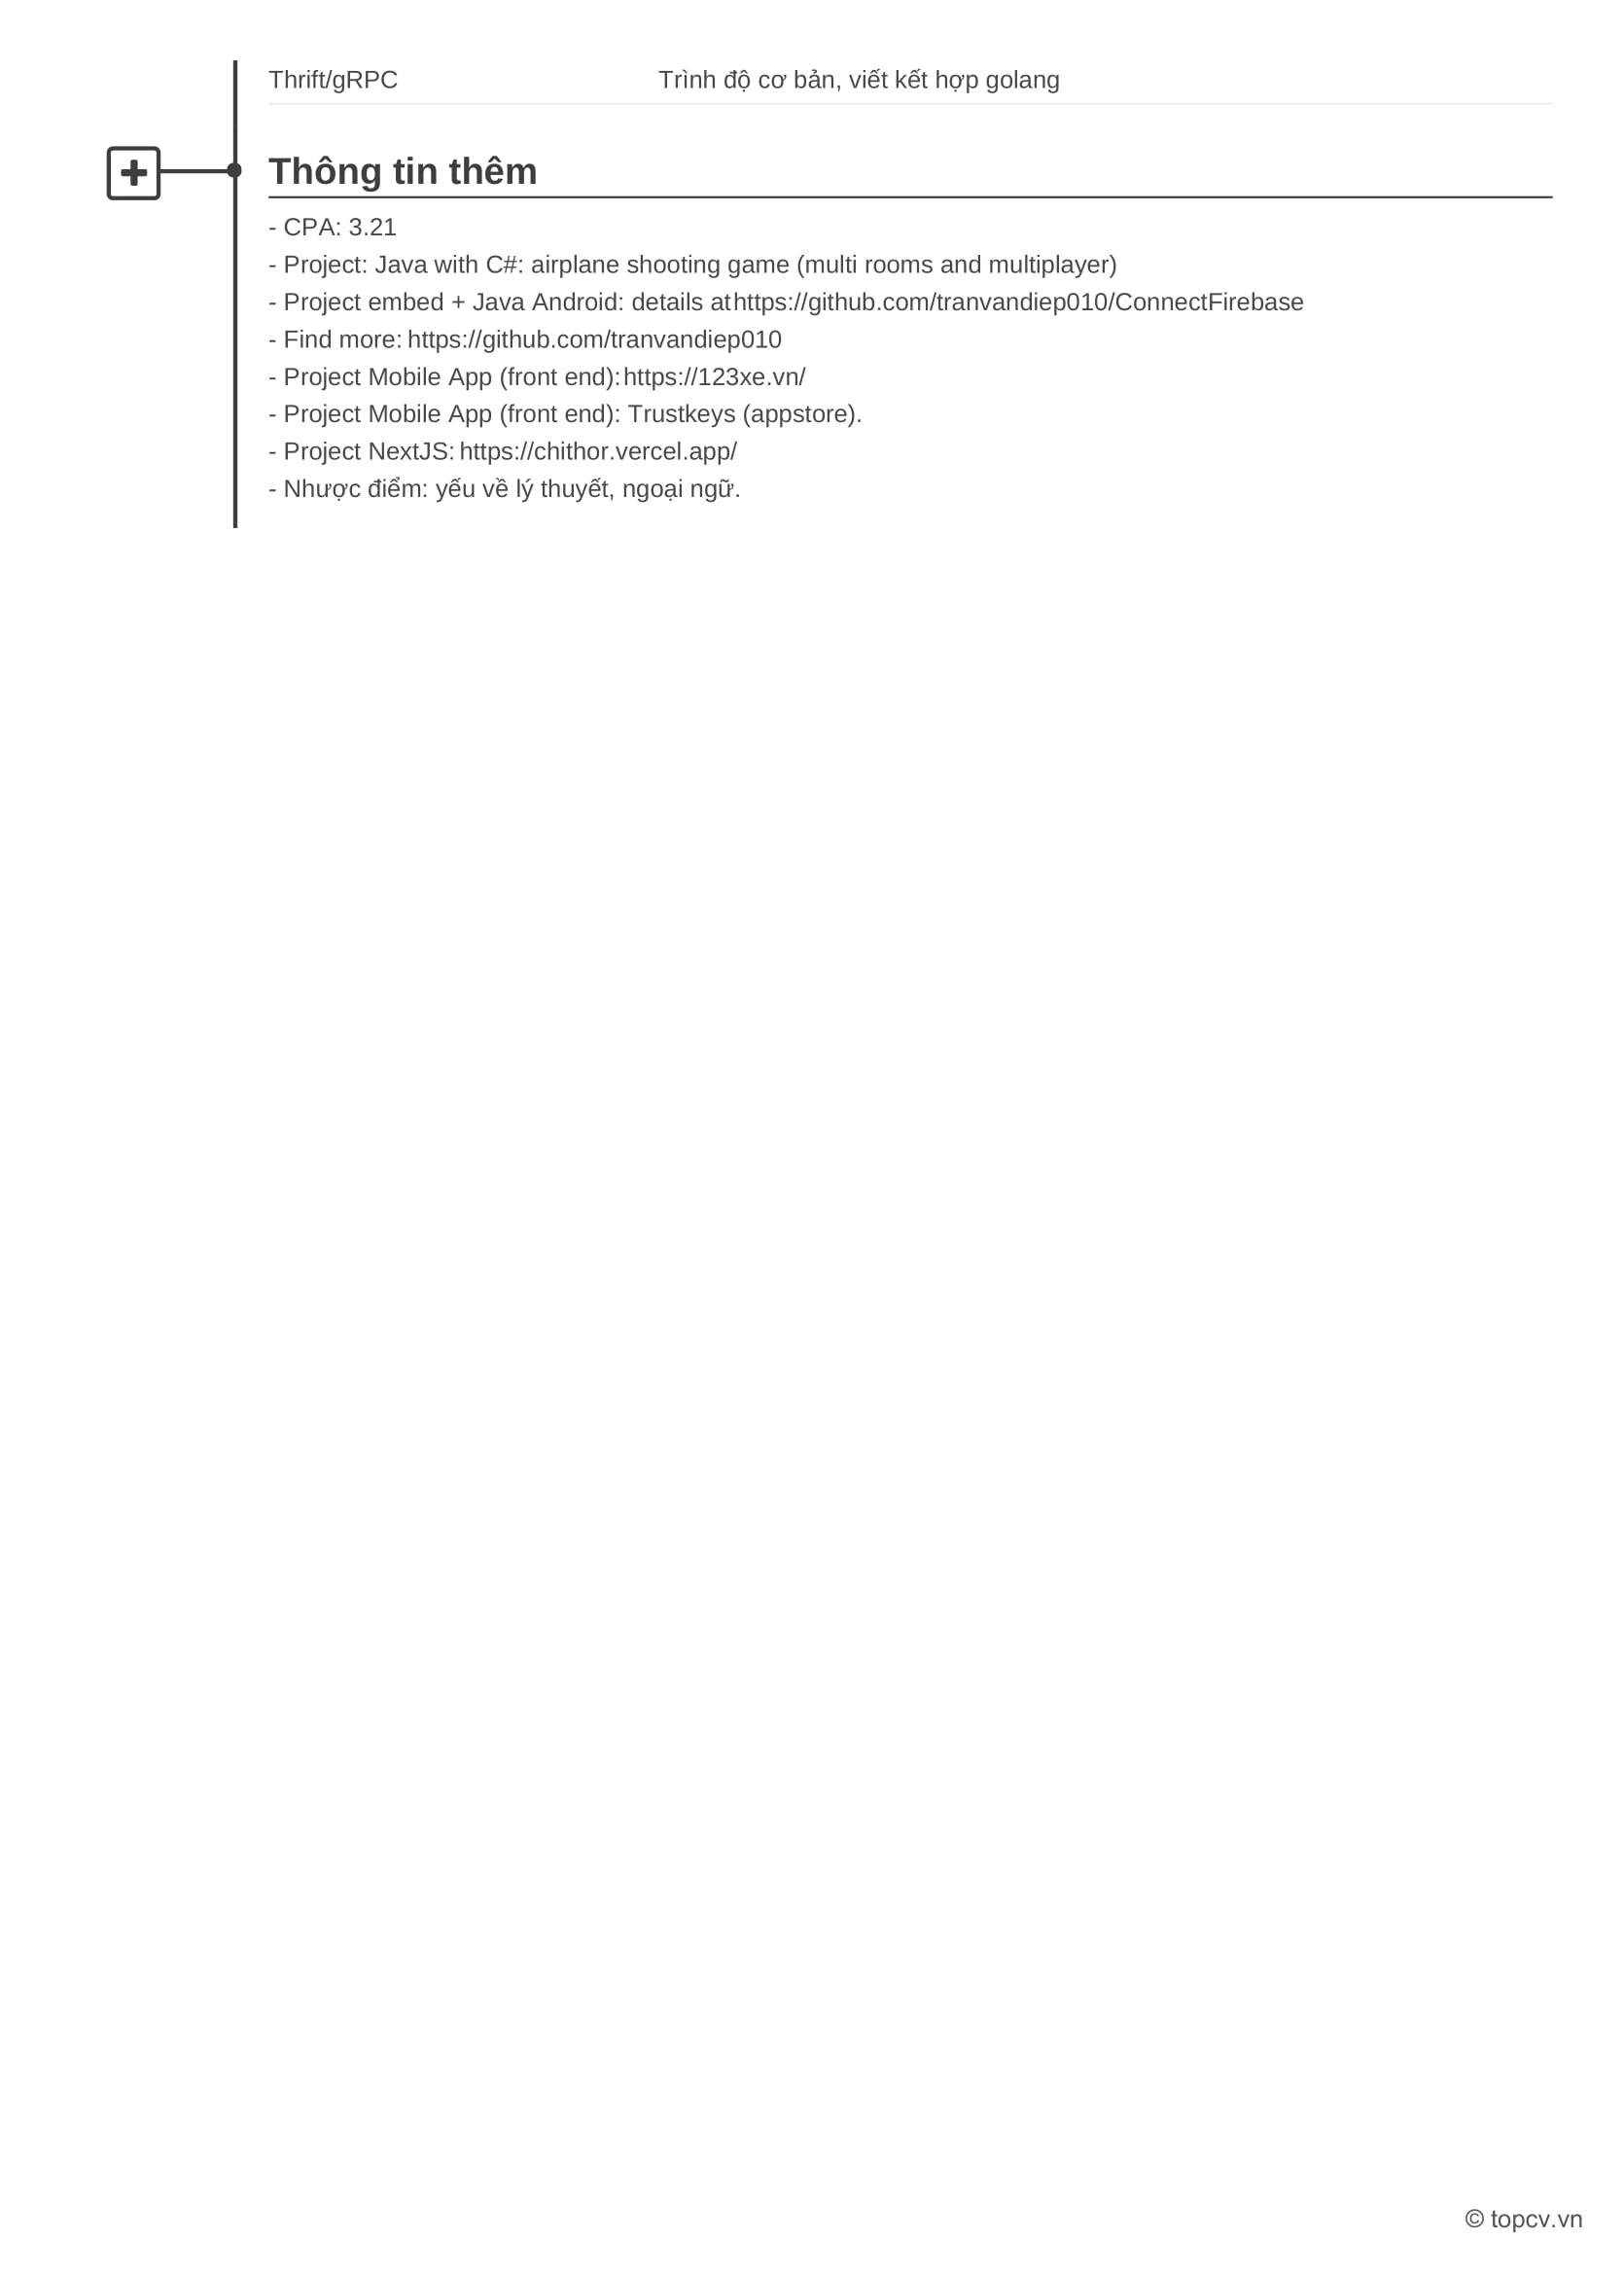 Thrift/gRPC Trình độ cơ bản, viết kết hợp golang
Thông tin thêm
- CPA: 3.21
- Project: Java with C#: airplane shooting game (multi rooms and multiplayer)
- Project embed + Java Android: details at https://github.com/tranvandiep010/ConnectFirebase
- Find more: https://github.com/tranvandiep010
- Project Mobile App (front end): https://123xe.vn/
- Project Mobile App (front end): Trustkeys (appstore).
- Project NextJS: https://chithor.vercel.app/
- Nhược điểm: yếu về lý thuyết, ngoại ngữ.
© topcv.vn